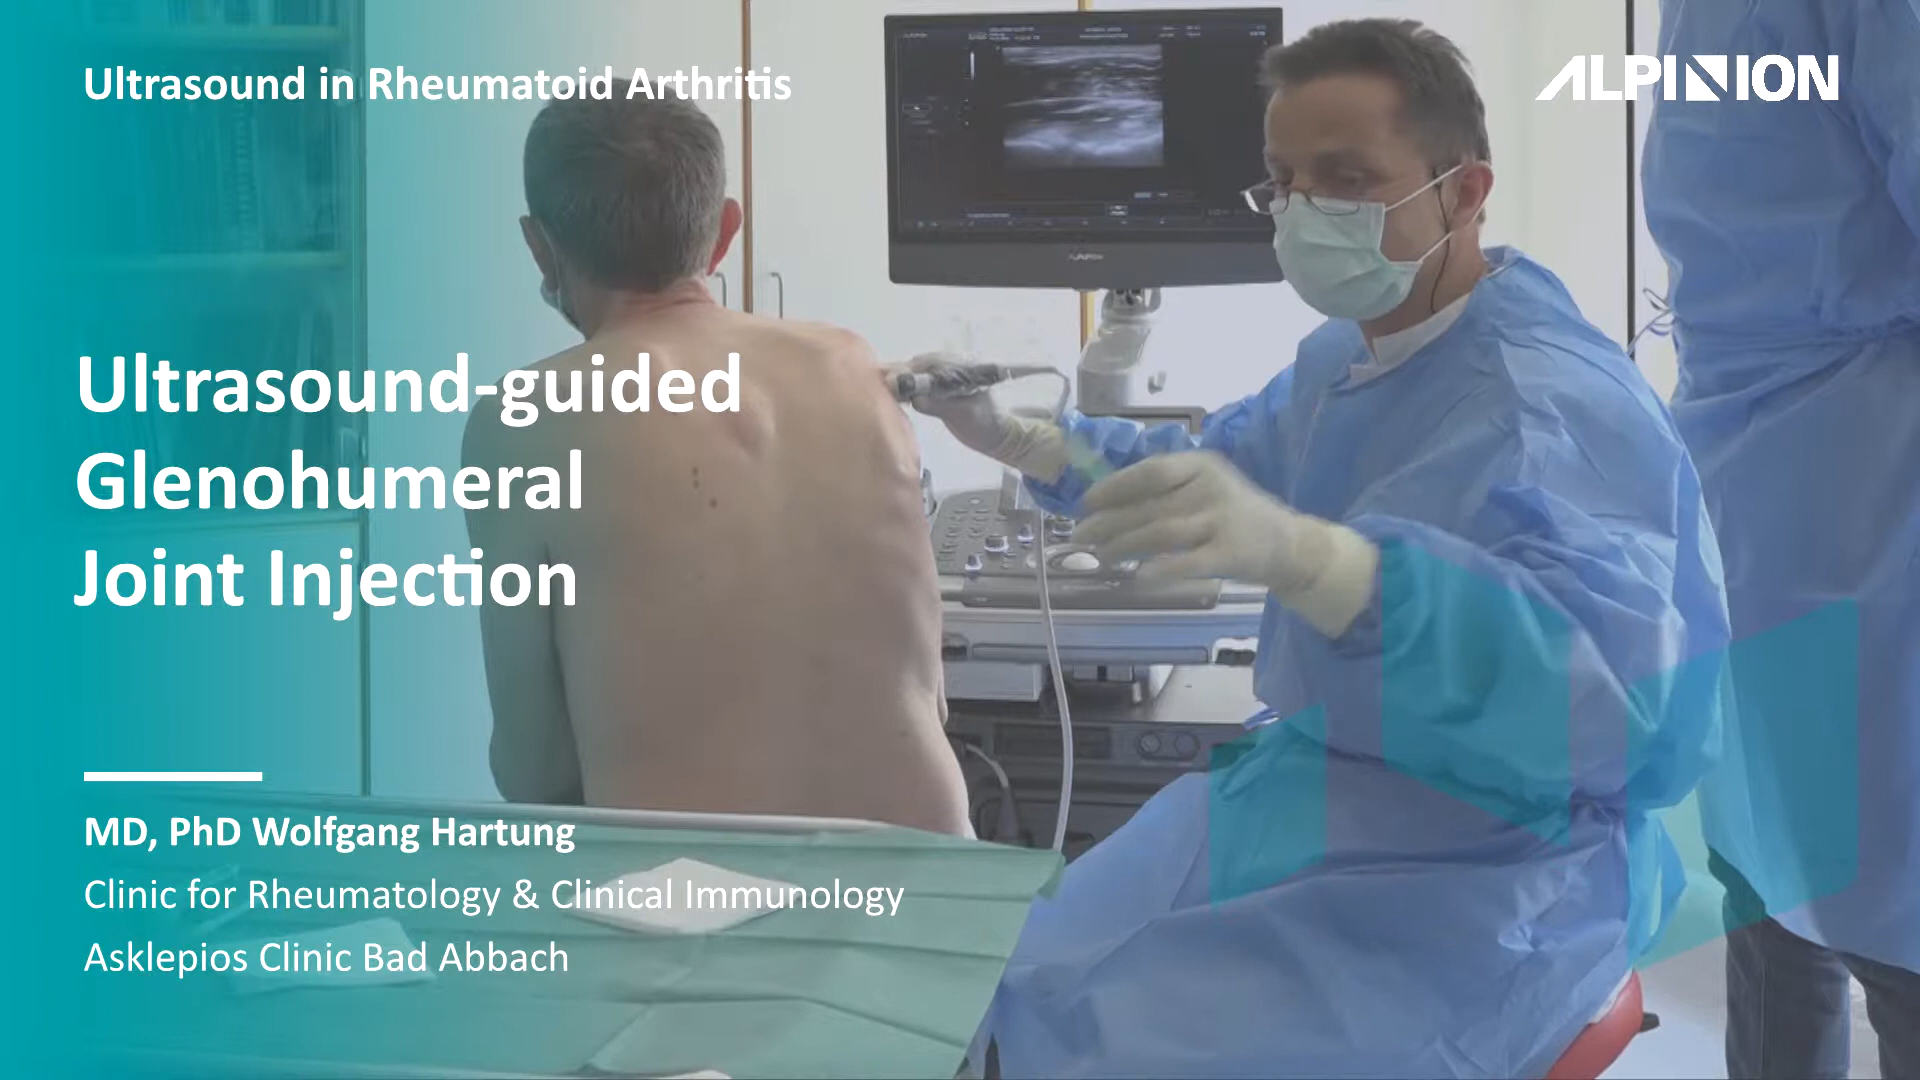 Ultrasound in Rheumatoid Arthritis
ALPINION
Ultrasound-guided
Glenohumeral
Joint Injection
MD, PhD Wolfgang Hartung
Clinic for Rheumatology & Clinical Immunology
Asklepios Clinic Bad Abbach